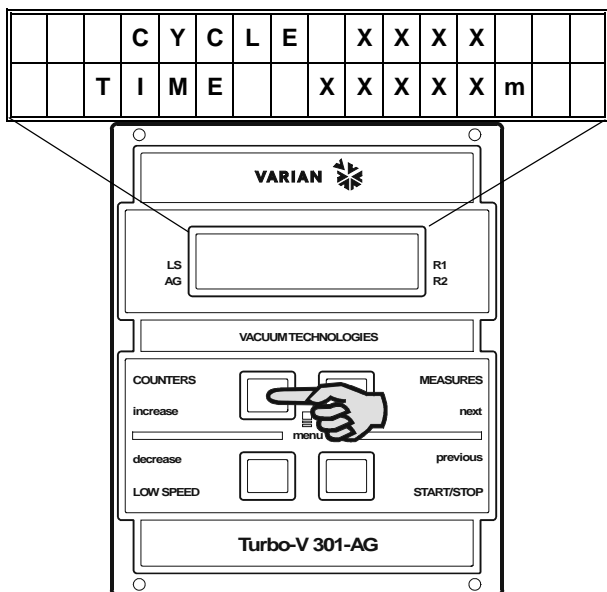 CYCLE XXXX
TIME XXXXXm
VARIAN
LS R1
AG R2
VACUUM TECHNOLOGIES
COUNTERS MEASURES
increase next
menu
decrease previous
LOW SPEED START/STOP
Turbo-V 301-AG